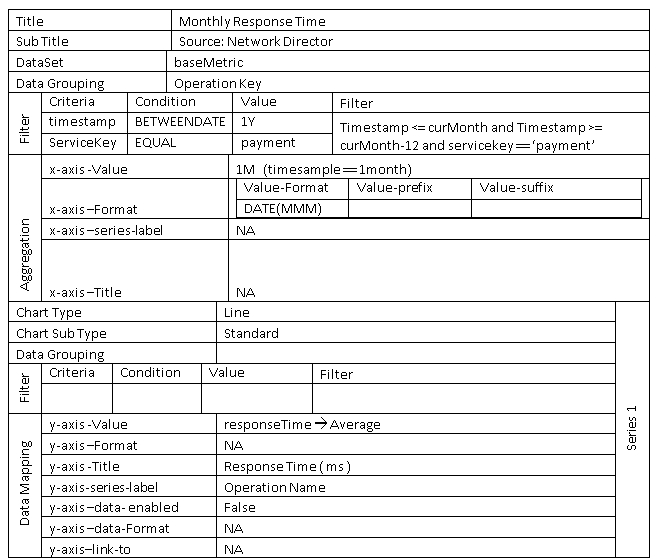 Title Monthly Response Time
Sub Title Source: Network Director
DataSet baseMetric
Data Grouping Operation Key
Filter
Criteria Condition Value Filter
timestamp BETWEENDATE 1Y
ServiceKey EQUAL payment
Timestamp <= curMonth and Timestamp >=
curMonth-12 and servicekey == ‘payment’
Aggregation
x-axis -Value 1M (timesample == 1month)
Value-Format Value-prefix Value-suffix
x-axis –Format DATE(MMM)
x-axis –series-label NA
x-axis –Title NA
Chart Type Line
Chart Sub Type Standard
Data Grouping
Filter
Criteria Condition Value Filter
Series 1
Data Mapping
y-axis -Value responseTime → Average
y-axis –Format NA
y-axis -Title Response Time ( ms )
y-axis-series-label Operation Name
y-axis –data- enabled False
y-axis –data-Format NA
y-axis–link-to NA